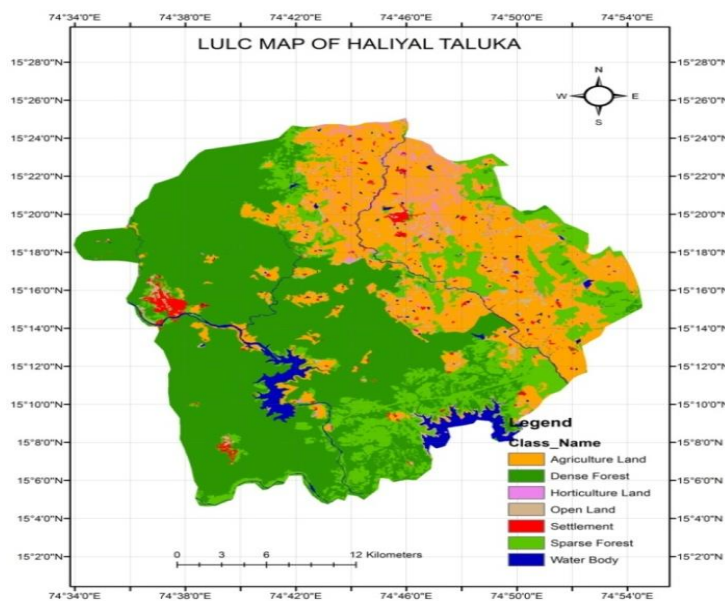 74°34'0"E 74°38'0"E 74°42'0"E 74°46'0"E 74°50'0"E 74°54'0"E
LULC MAP OF HALIYAL TALUKA
15°28'0"N 15°28'0"N
15°26'0"N 15°26'0"N
N
W E
S
15°24'0"N 15°24'0"N
15°22'0"N 15°22'0"N
15°20'0"N 15°20'0"N
15°18'0"N 15°18'0"N
15°16'0"N 15°16'0"N
15°14'0"N 15°14'0"N
15°12'0"N 15°12'0"N
15°10'0"N 15°10'0"N
Legend
15°8'0"N 15°8'0"N
Class_Name
Agriculture Land
15°6'0"N 15°6'0"N
Dense Forest
Horticulture Land
15°4'0"N 15°4'0"N
Open Land
Settlement
Sparse Forest
15°2'0"N 15°2'0"N
Water Body
0 3 6 12 Kilometers
74°34'0"E 74°38'0"E 74°42'0"E 74°46'0"E 74°50'0"E 74°54'0"E